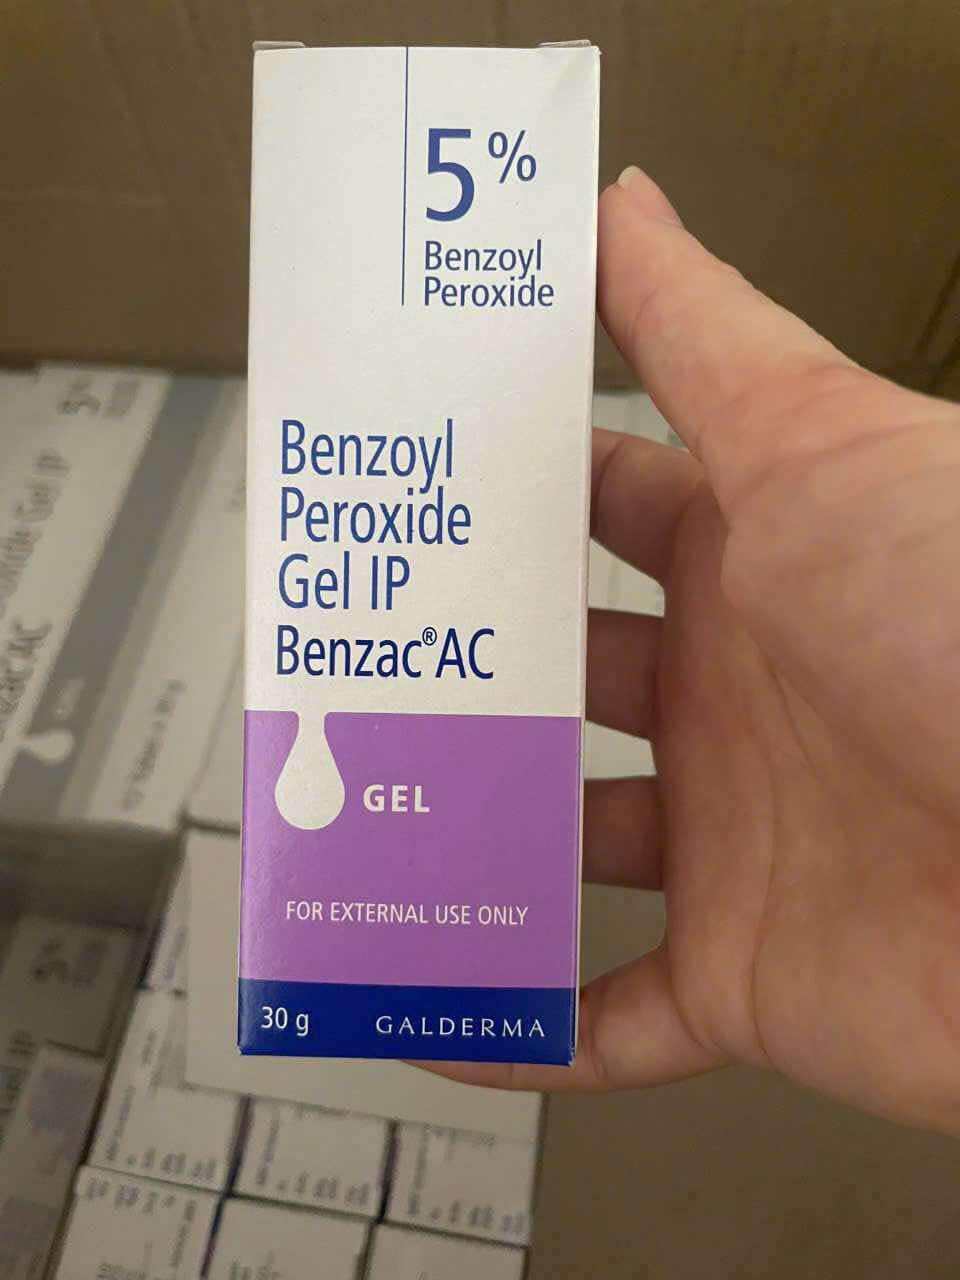 5%
Benzoyl
Peroxide
Benzoyl
Peroxide
Gel IP
Benzac® AC
GEL
FOR EXTERNAL USE ONLY
30 g
GALDERMA